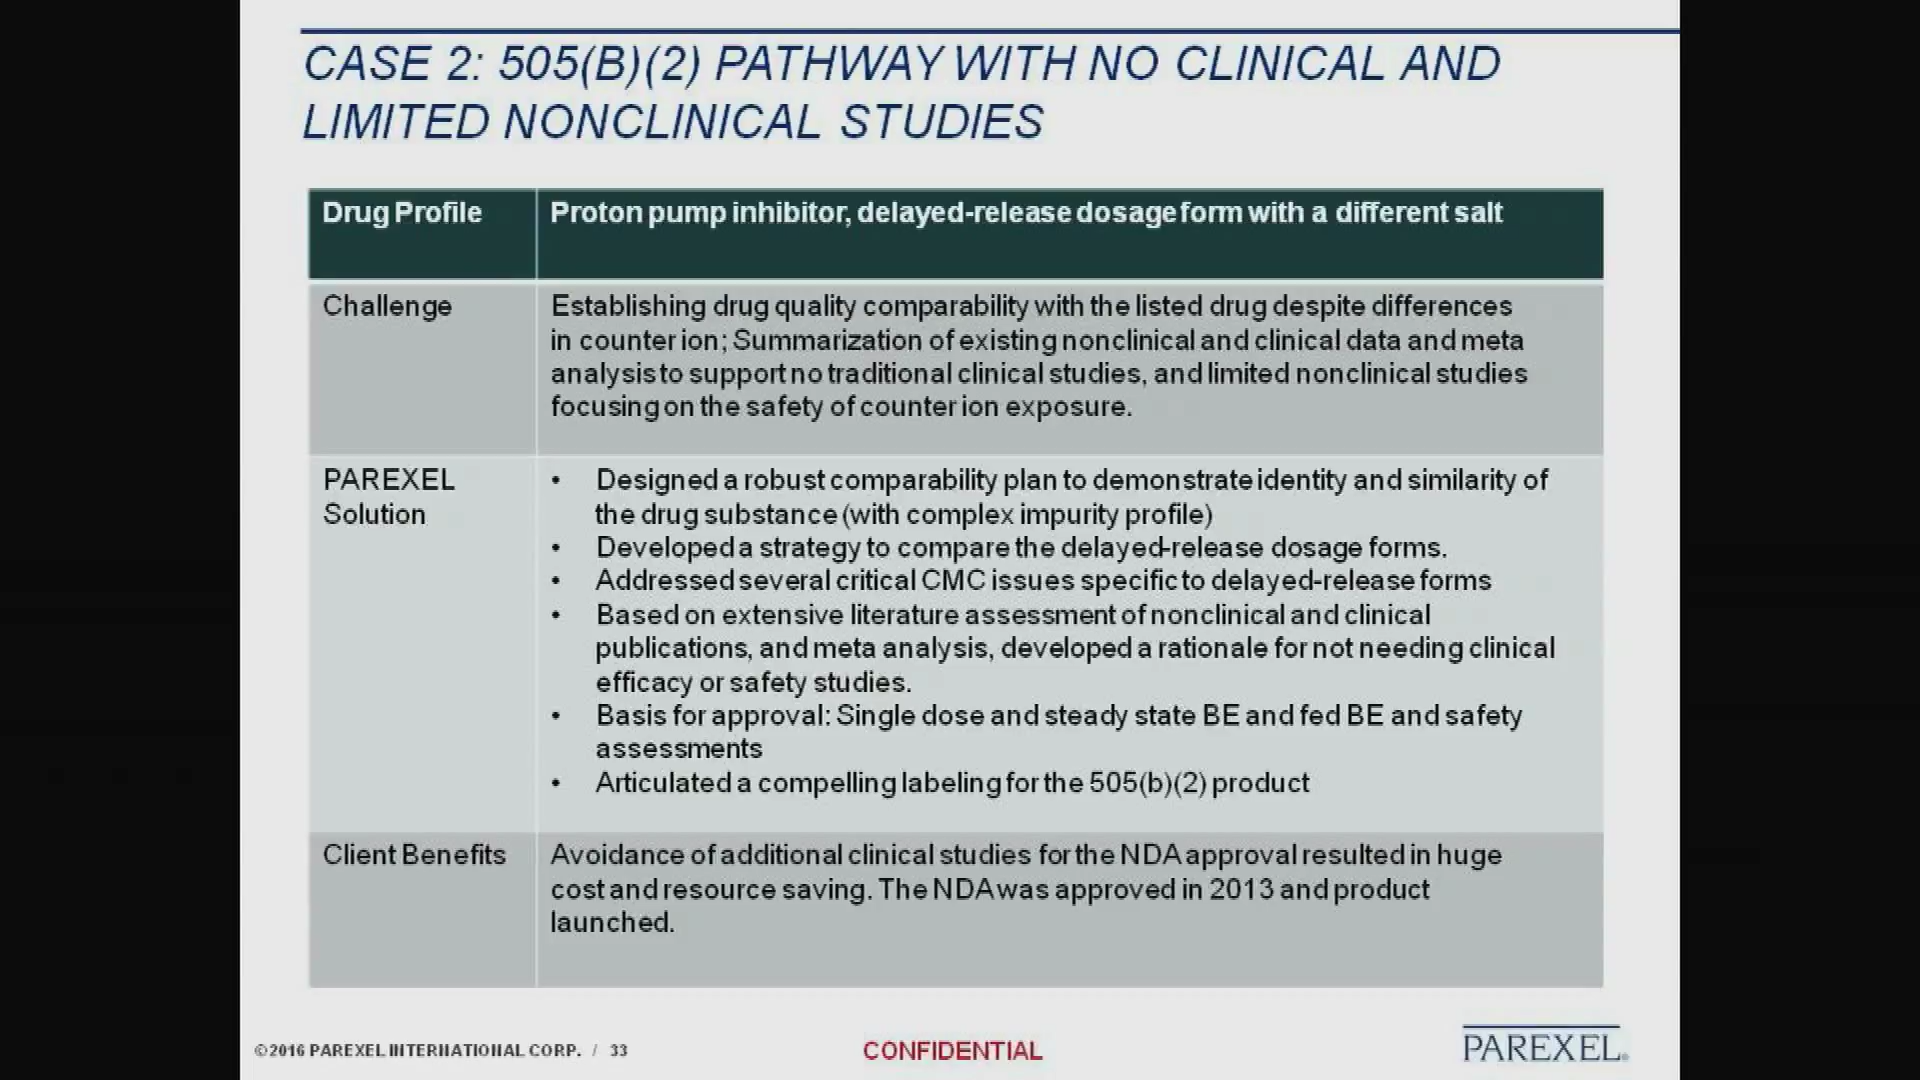 CASE 2: 505(B)(2) PATHWAY WITH NO CLINICAL AND
LIMITED NONCLINICAL STUDIES
Drug Profile
Proton pump inhibitor, delayed-release dosage form with a different salt
Challenge
Establishing drug quality comparability with the listed drug despite differences
in counter ion; Summarization of existing nonclinical and clinical data and meta
analysis to support no traditional clinical studies, and limited nonclinical studies
focusing on the safety of counter ion exposure.
PAREXEL
Solution
• Designed a robust comparability plan to demonstrate identity and similarity of
the drug substance (with complex impurity profile)
• Developed a strategy to compare the delayed-release dosage forms.
• Addressed several critical CMC issues specific to delayed-release forms
• Based on extensive literature assessment of nonclinical and clinical
publications, and meta analysis, developed a rationale for not needing clinical
efficacy or safety studies.
• Basis for approval: Single dose and steady state BE and fed BE and safety
assessments
• Articulated a compelling labeling for the 505(b)(2) product
Client Benefits
Avoidance of additional clinical studies for the NDA approval resulted in huge
cost and resource saving. The NDA was approved in 2013 and product
launched.
©2016 PAREXEL INTERNATIONAL CORP. / 33
CONFIDENTIAL
PAREXEL®